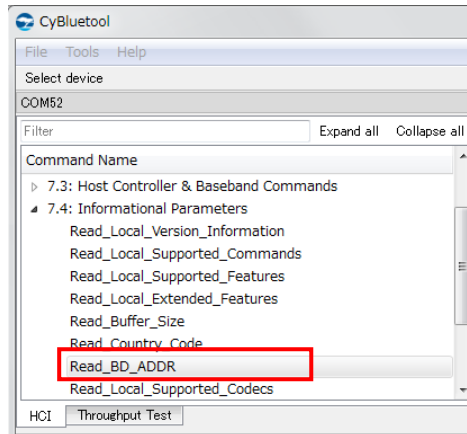 CyBluetool
File Tools Help
Select device
COM52
Filter Expand all Collapse all
Command Name
7.3: Host Controller & Baseband Commands
7.4: Informational Parameters
Read_Local_Version_Information
Read_Local_Supported_Commands
Read_Local_Supported_Features
Read_Local_Extended_Features
Read_Buffer_Size
Read_Country_Code
Read_BD_ADDR
Read_Local_Supported_Codecs
HCI Throughput Test